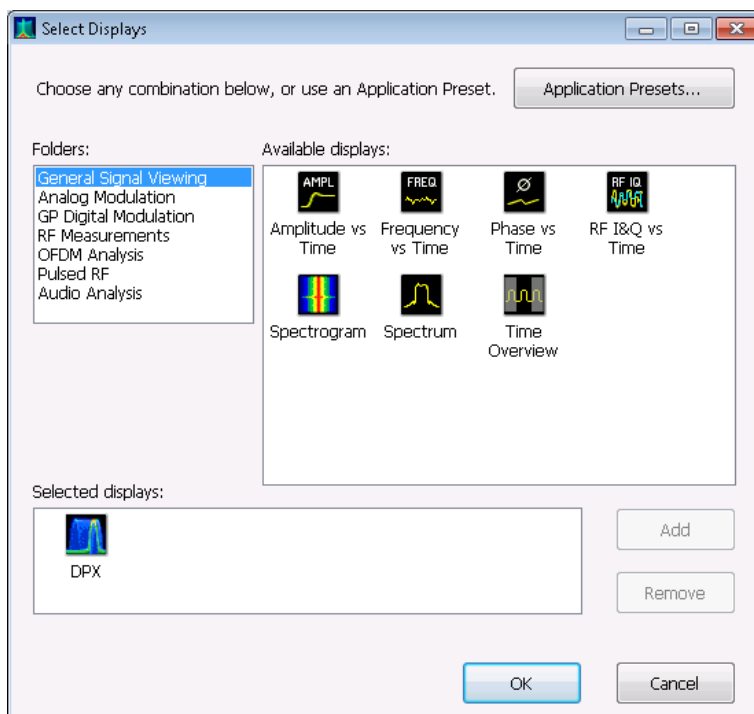 Select Displays
Choose any combination below, or use an Application Preset.
Application Presets...
Folders:
General Signal Viewing
Analog Modulation
GP Digital Modulation
RF Measurements
OFDM Analysis
Pulsed RF
Audio Analysis
Available displays:
AMPL
FREQ
Ø
RF IQ
Amplitude vs
Time
Frequency
vs Time
Phase vs
Time
RF I&Q vs
Time
Spectrogram
Spectrum
Time
Overview
Selected displays:
DPX
Add
Remove
OK
Cancel